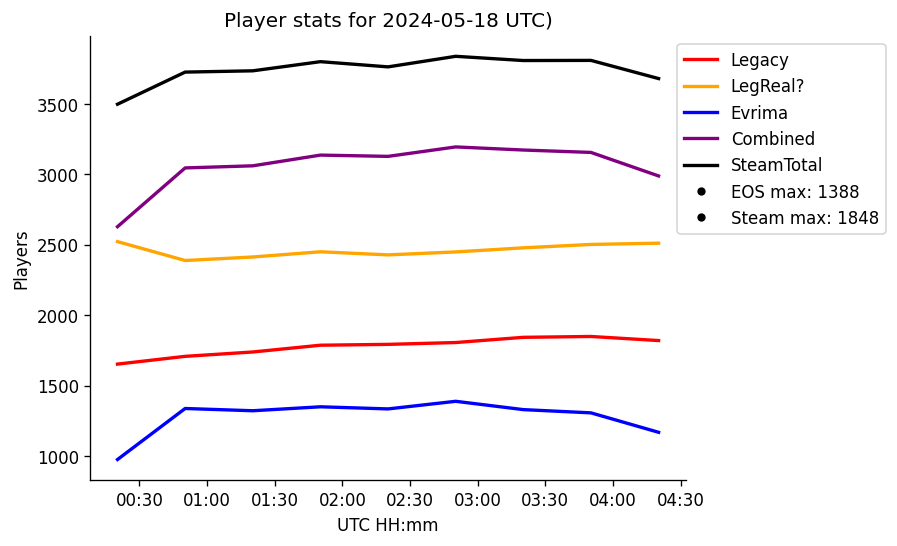 Player stats for 2024-05-18 UTC)
Players
3500
3000
2500
2000
1500
1000
00:30 01:00 01:30 02:00 02:30 03:00 03:30 04:00 04:30
UTC HH:mm
Legacy
LegReal?
Evrima
Combined
SteamTotal
EOS max: 1388
Steam max: 1848